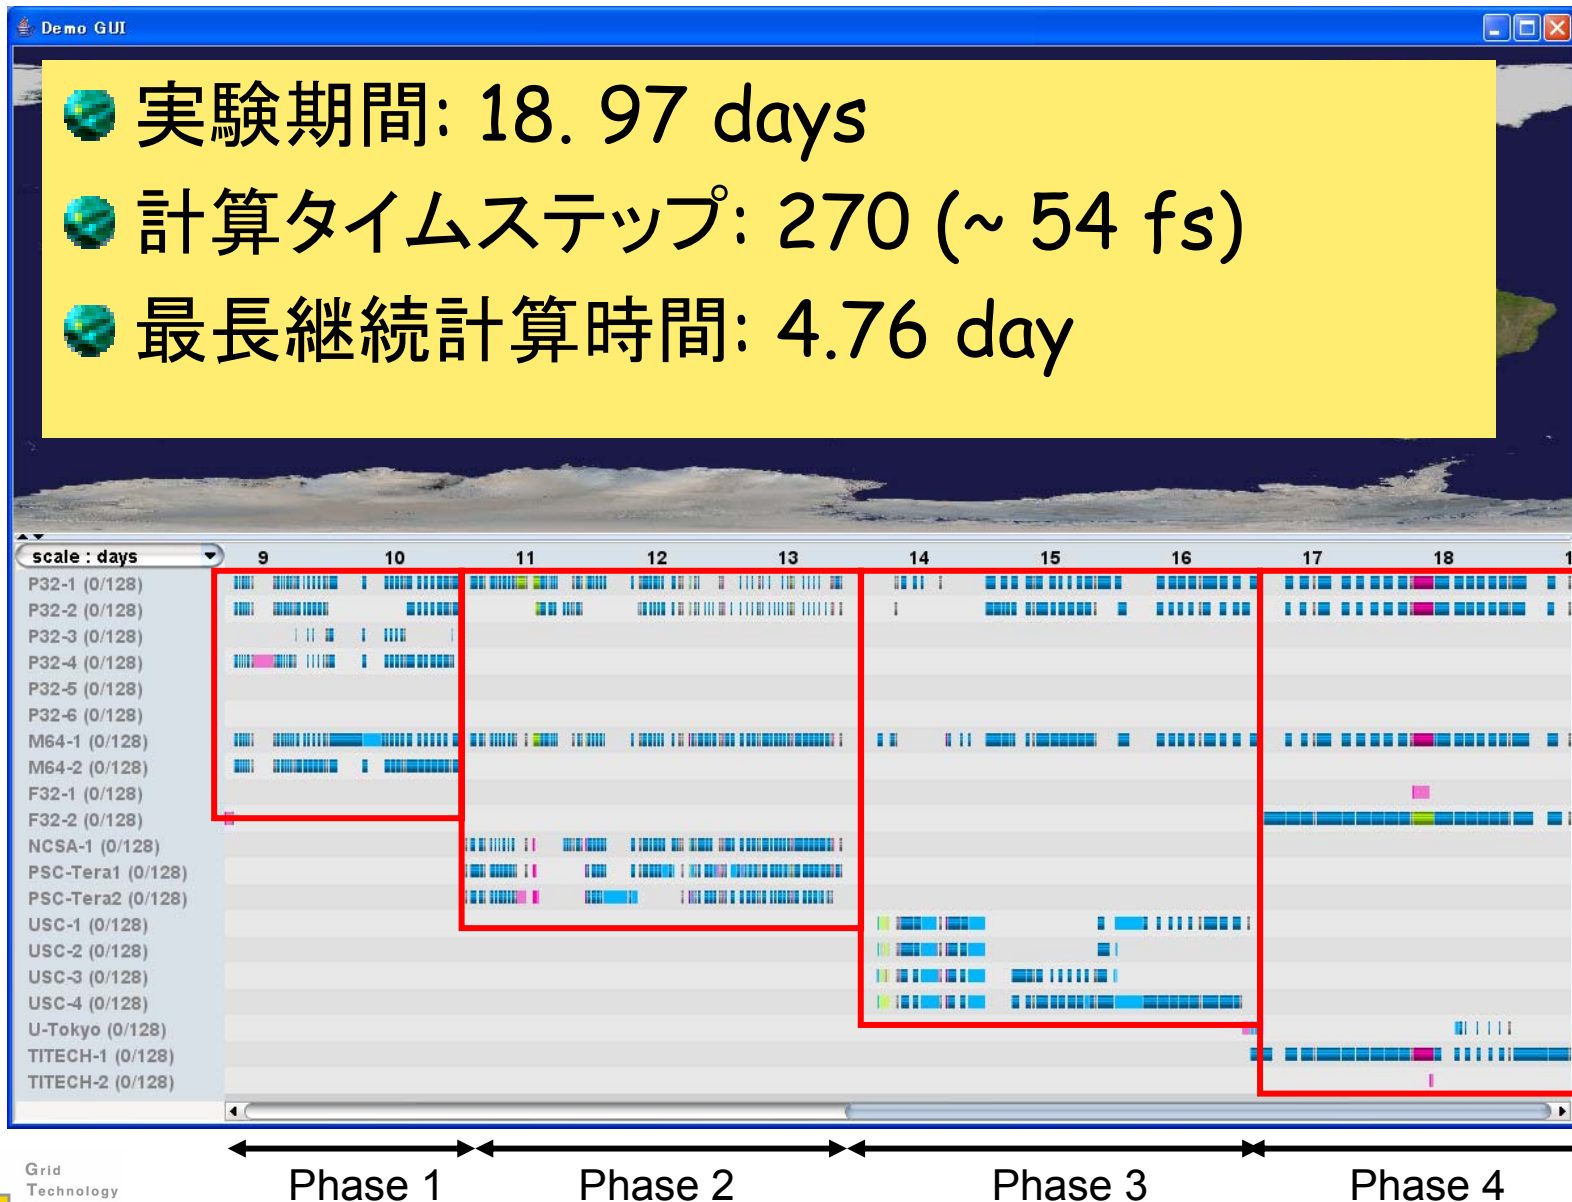 Demo GUI
実験期間: 18. 97 days
計算タイムステップ: 270 (~ 54 fs)
最長継続計算時間: 4.76 day
scale : days 9 10 11 12 13 14 15 16 17 18 1
P32-1 (0/128)
P32-2 (0/128)
P32-3 (0/128)
P32-4 (0/128)
P32-5 (0/128)
P32-6 (0/128)
M64-1 (0/128)
M64-2 (0/128)
F32-1 (0/128)
F32-2 (0/128)
NCSA-1 (0/128)
PSC-Tera1 (0/128)
PSC-Tera2 (0/128)
USC-1 (0/128)
USC-2 (0/128)
USC-3 (0/128)
USC-4 (0/128)
U-Tokyo (0/128)
TITECH-1 (0/128)
TITECH-2 (0/128)
Phase 1 Phase 2 Phase 3 Phase 4
Grid
Technology